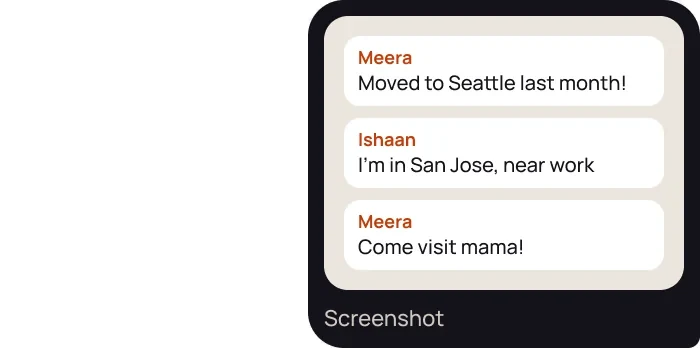 Meera
Moved to Seattle last month!
Ishaan
I'm in San Jose, near work
Meera
Come visit mama!
Screenshot